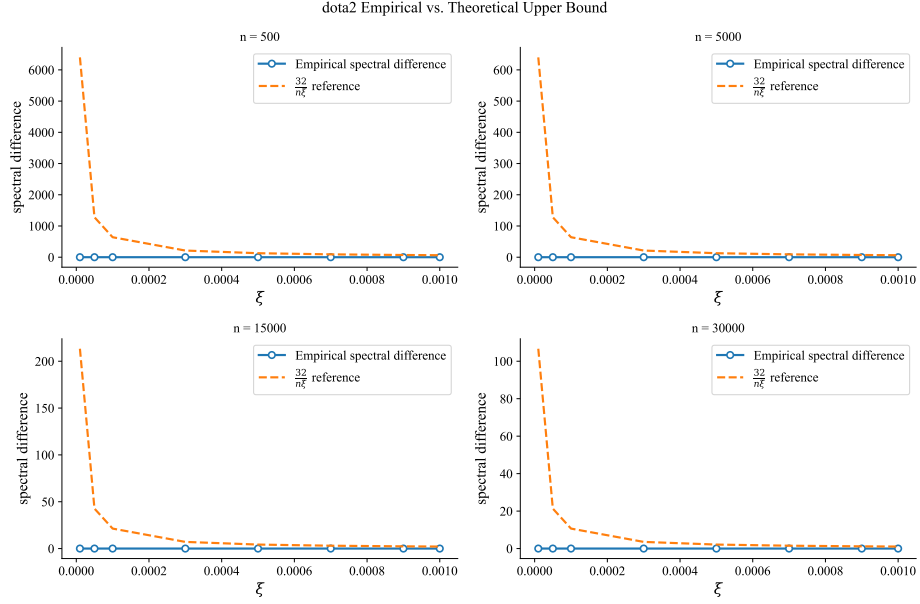 dota2 Empirical vs. Theoretical Upper Bound
n = 500
Empirical spectral difference
32/nξ reference
spectral difference
6000
5000
4000
3000
2000
1000
0
0.0000 0.0002 0.0004 0.0006 0.0008 0.0010
ξ
n = 5000
Empirical spectral difference
32/nξ reference
spectral difference
600
500
400
300
200
100
0
0.0000 0.0002 0.0004 0.0006 0.0008 0.0010
ξ
n = 15000
Empirical spectral difference
32/nξ reference
spectral difference
200
150
100
50
0
0.0000 0.0002 0.0004 0.0006 0.0008 0.0010
ξ
n = 30000
Empirical spectral difference
32/nξ reference
spectral difference
100
80
60
40
20
0
0.0000 0.0002 0.0004 0.0006 0.0008 0.0010
ξ